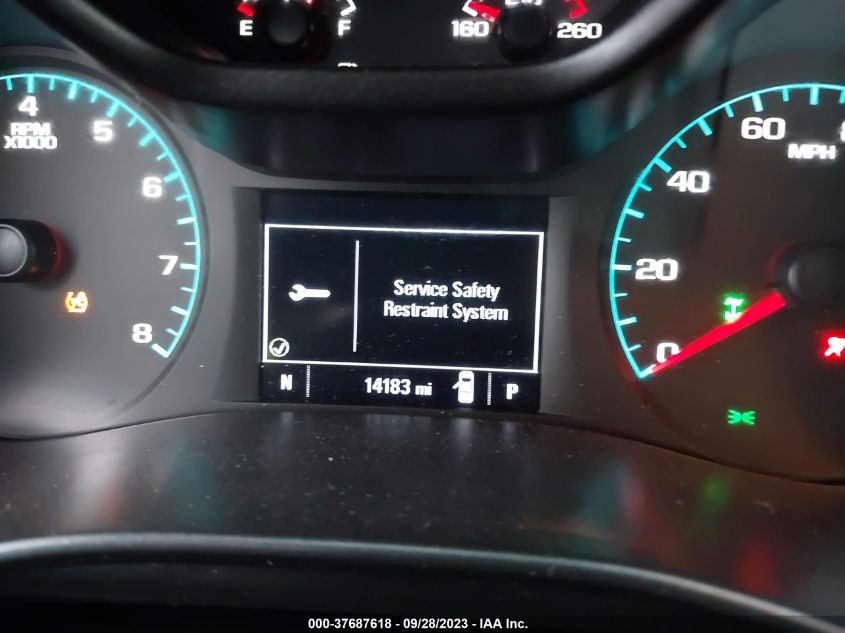 E F
160 260
4
RPM
X1000
5
6
7
8
60
MPH
40
20
0
Service Safety
Restraint System
N 14183 mi P
000-37687618 - 09/28/2023 - IAA Inc.